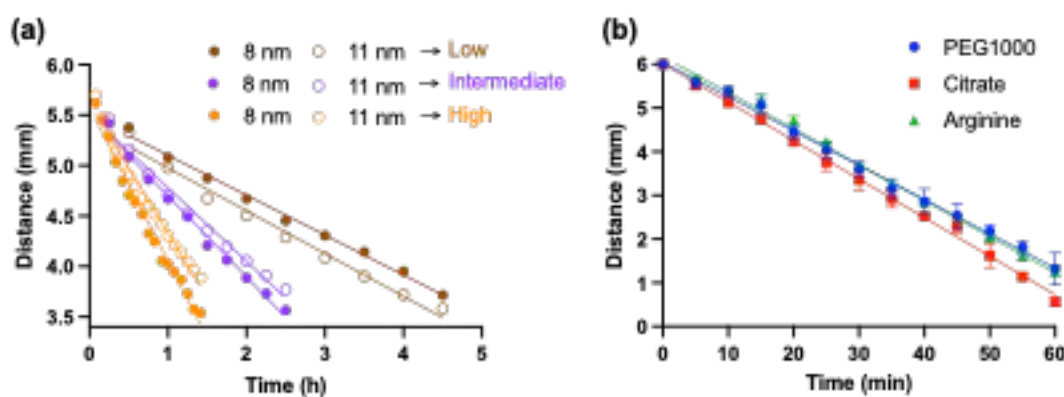 (a)
8 nm 11 nm → Low
8 nm 11 nm → Intermediate
8 nm 11 nm → High
6.0
5.5
5.0
4.5
4.0
3.5
Distance (mm)
0 1 2 3 4 5
Time (h)
(b)
PEG1000
Citrate
Arginine
6
5
4
3
2
1
0
Distance (mm)
0 10 20 30 40 50 60
Time (min)